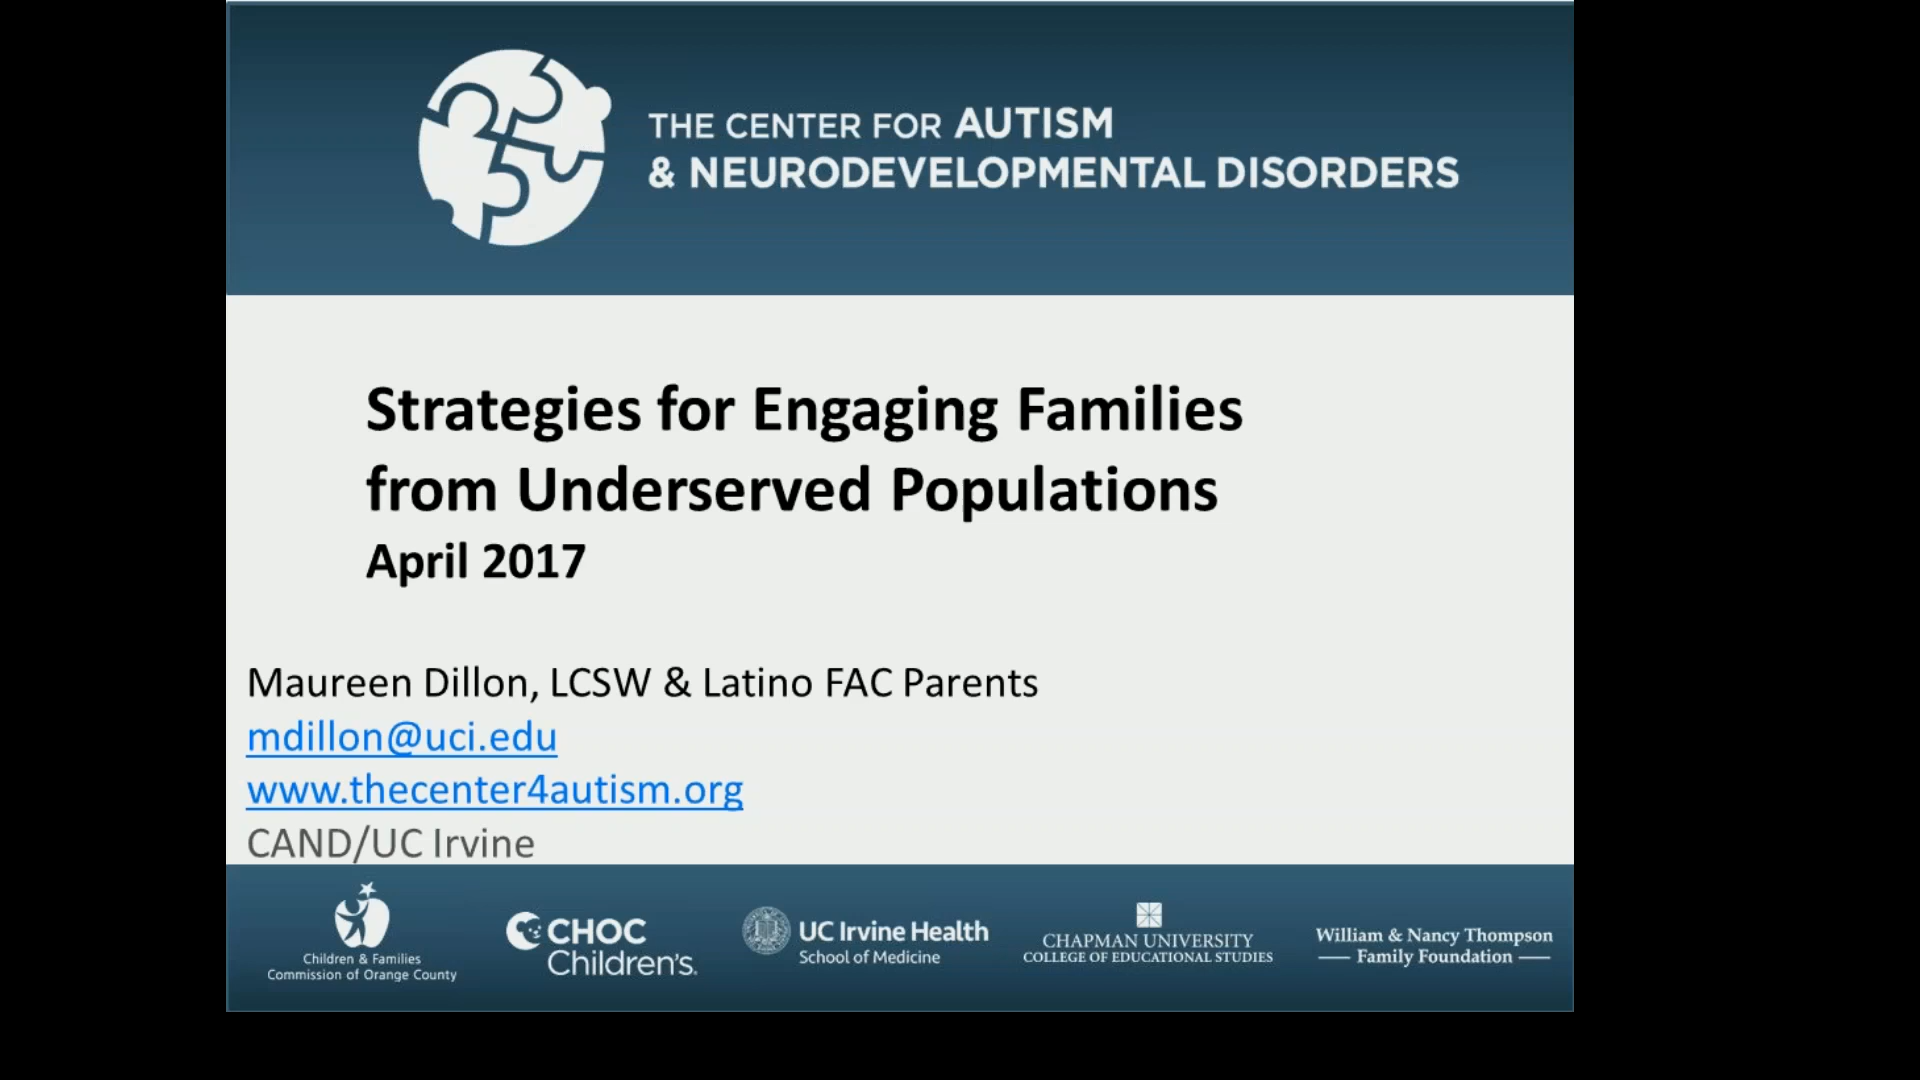 THE CENTER FOR AUTISM
& NEURODEVELOPMENTAL DISORDERS
Strategies for Engaging Families
from Underserved Populations
April 2017
Maureen Dillon, LCSW & Latino FAC Parents
mdillon@uci.edu
www.thecenter4autism.org
CAND/UC Irvine
Children & Families
Commission of Orange County
CHOC
Children's.
UC Irvine Health
School of Medicine
CHAPMAN UNIVERSITY
COLLEGE OF EDUCATIONAL STUDIES
William & Nancy Thompson
Family Foundation